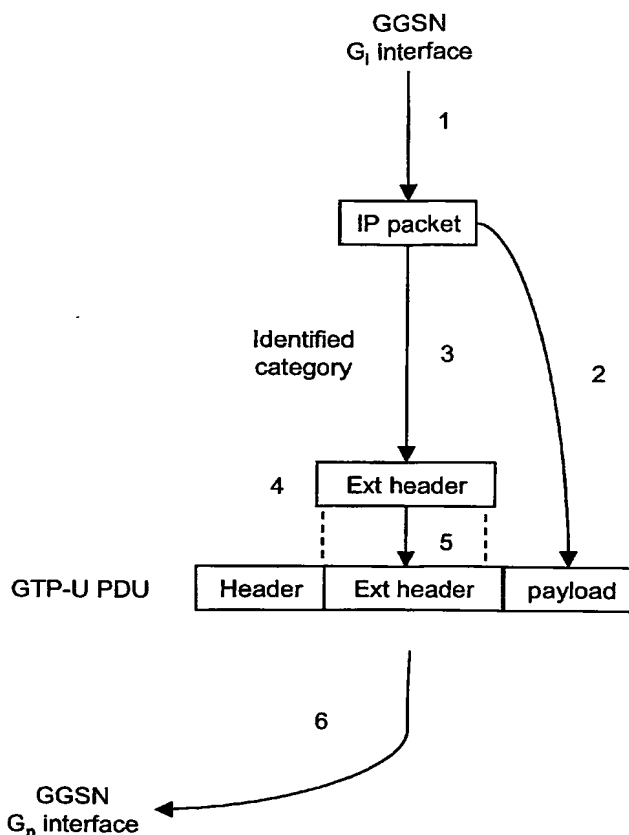 GGSN
Gi interface
1
IP packet
Identified
category
3
2
4
Ext header
5
GTP-U PDU
Header
Ext header
payload
6
GGSN
Gn interface